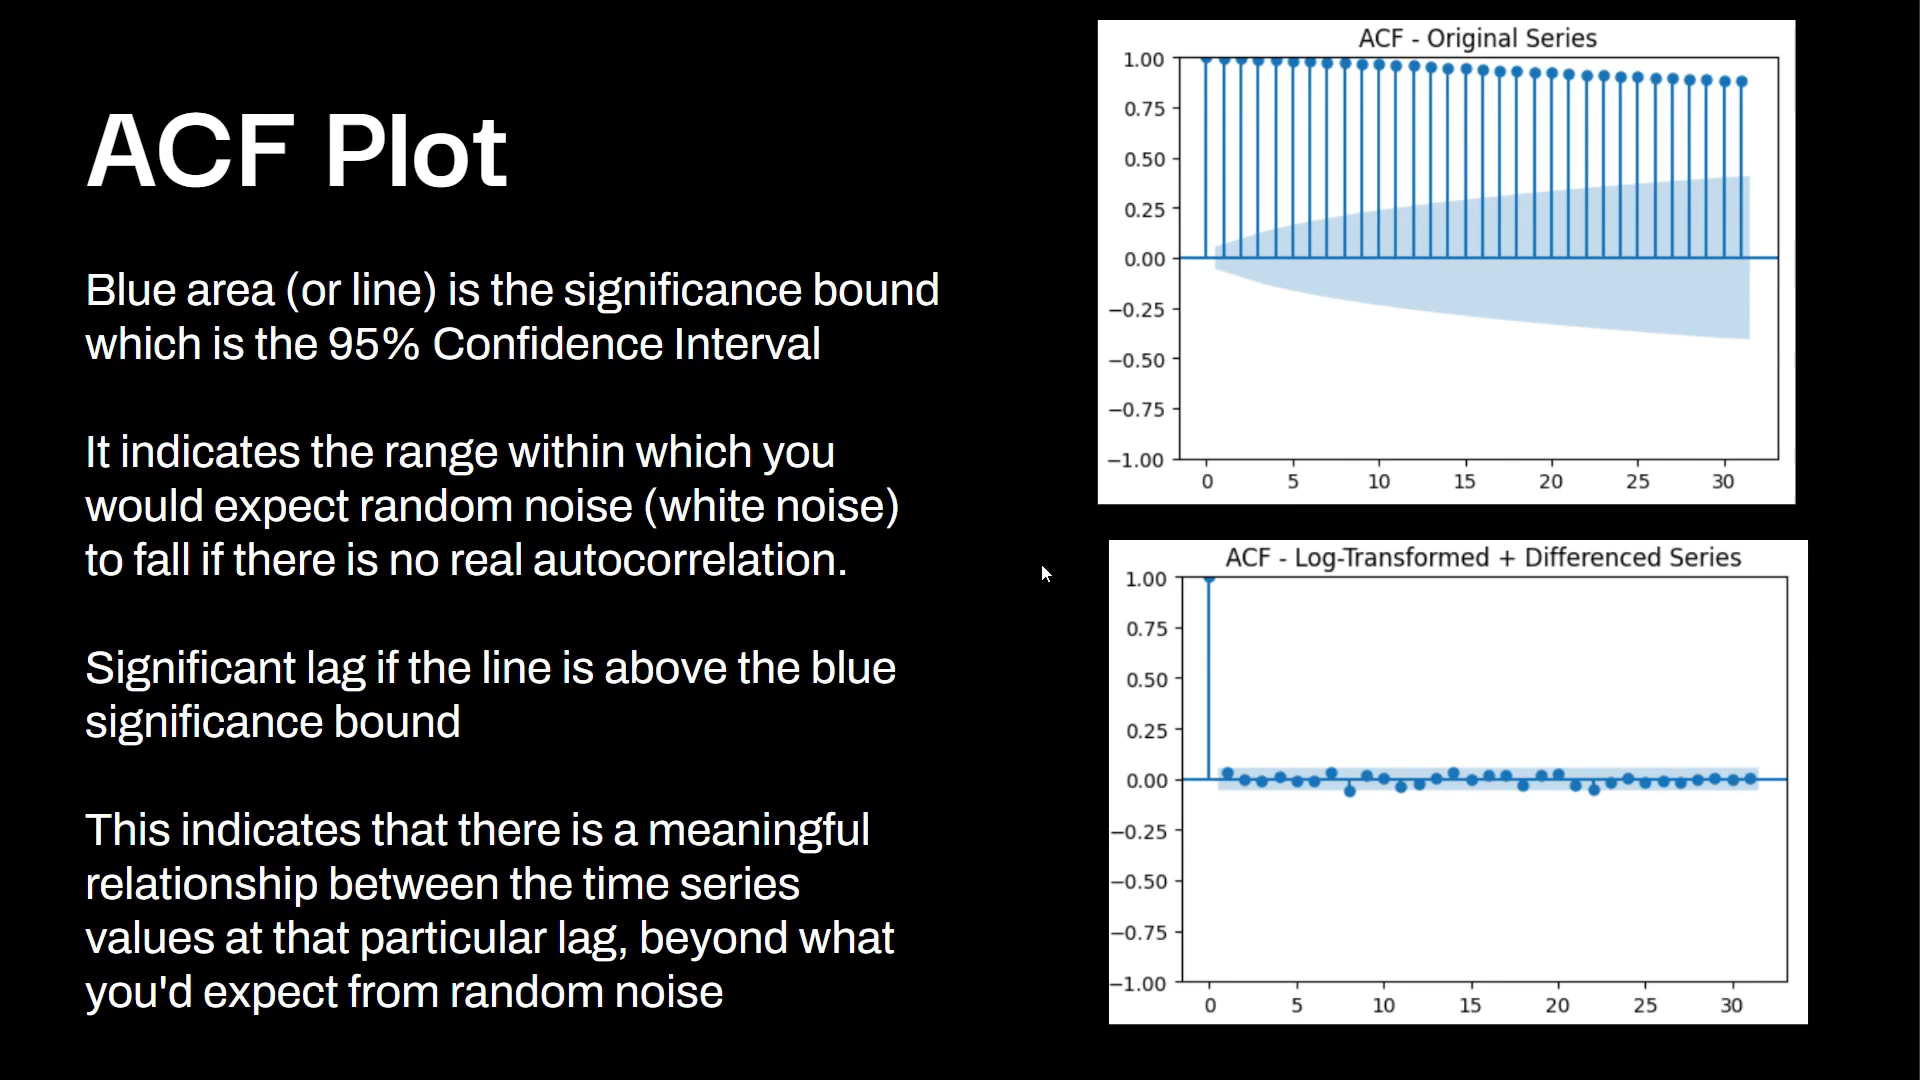 ACF Plot
Blue area (or line) is the significance bound
which is the 95% Confidence Interval
It indicates the range within which you
would expect random noise (white noise)
to fall if there is no real autocorrelation.
Significant lag if the line is above the blue
significance bound
This indicates that there is a meaningful
relationship between the time series
values at that particular lag, beyond what
you'd expect from random noise
ACF - Original Series
1.00
0.75
0.50
0.25
0.00
−0.25
−0.50
−0.75
−1.00
0 5 10 15 20 25 30
ACF - Log-Transformed + Differenced Series
1.00
0.75
0.50
0.25
0.00
−0.25
−0.50
−0.75
−1.00
0 5 10 15 20 25 30